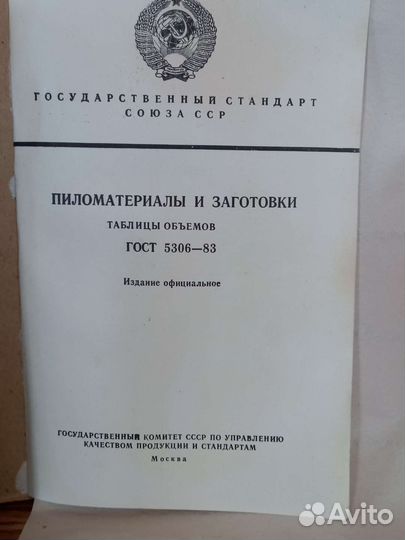 ГОСУДАРСТВЕННЫЙ СТАНДАРТ
СОЮЗА ССР
ПИЛОМАТЕРИАЛЫ И ЗАГОТОВКИ
ТАБЛИЦЫ ОБЪЕМОВ
ГОСТ 5306—83
Издание официальное
ГОСУДАРСТВЕННЫЙ КОМИТЕТ СССР ПО УПРАВЛЕНИЮ
КАЧЕСТВОМ ПРОДУКЦИИ И СТАНДАРТАМ
Москва
Avito